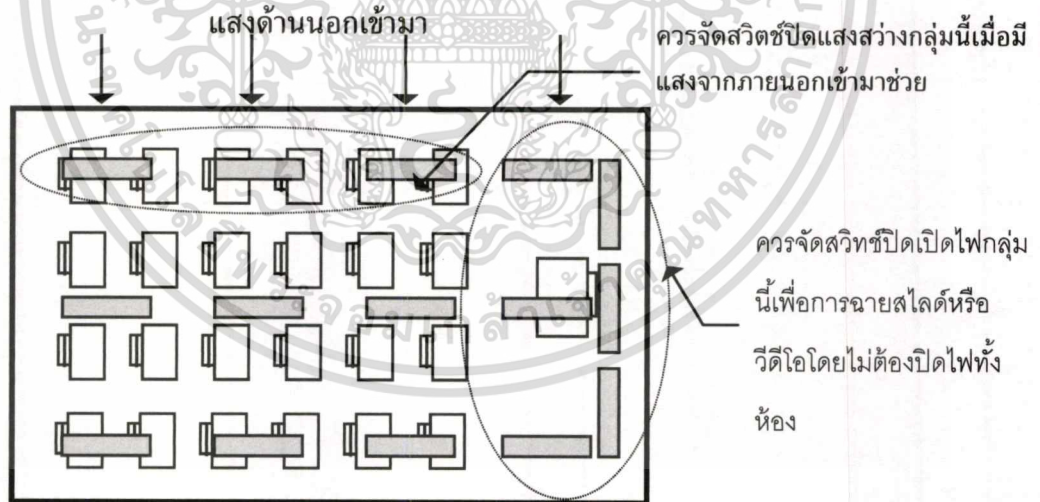 แสงด้านนอกเข้ามา
ควรจัดสวิตช์ปิดแสงสว่างกลุ่มนี้เมื่อมี
แสงจากภายนอกเข้ามาช่วย
ควรจัดสวิทช์ปิดเปิดไฟกลุ่ม
นี้เพื่อการฉายสไลด์หรือ
วีดีโอโดยไม่ต้องปิดไฟทั้ง
ห้อง